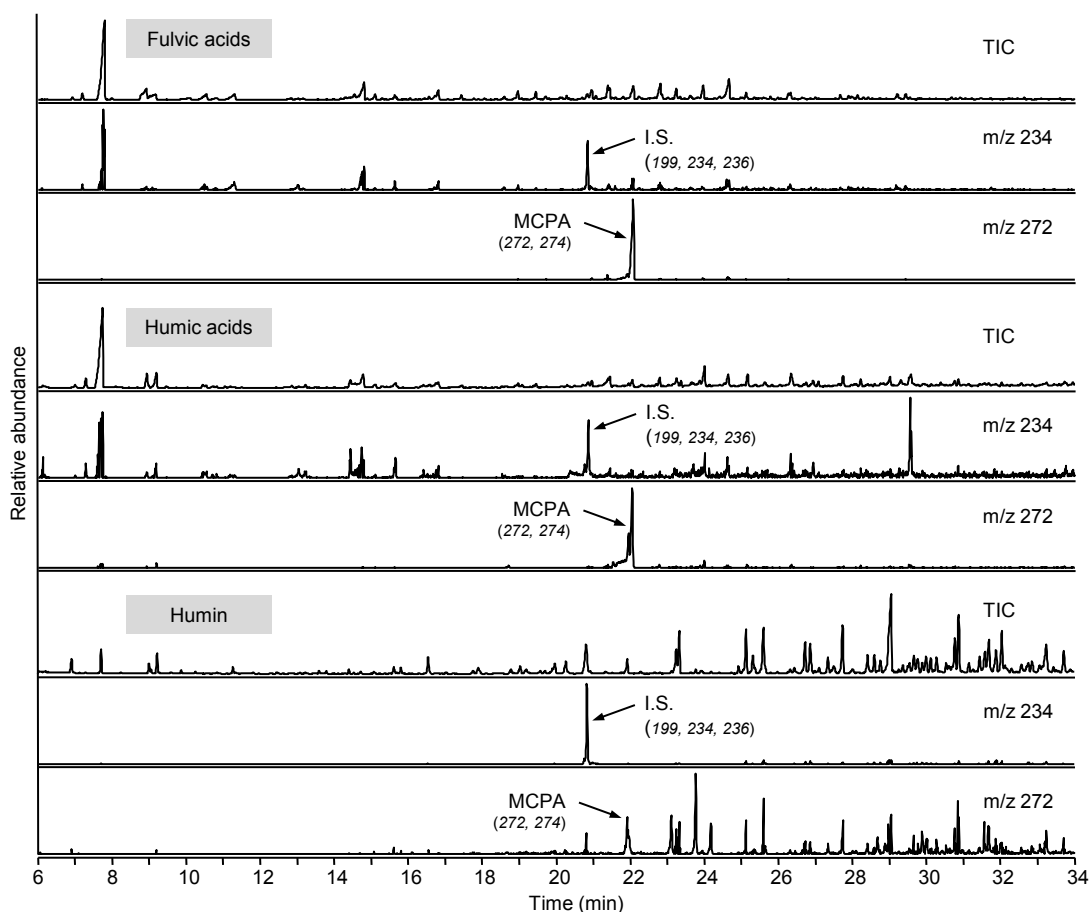 Fulvic acids
TIC
m/z 234
I.S.
(199, 234, 236)
m/z 272
MCPA
(272, 274)
Humic acids
TIC
m/z 234
I.S.
(199, 234, 236)
m/z 272
MCPA
(272, 274)
Humin
TIC
m/z 234
I.S.
(199, 234, 236)
m/z 272
MCPA
(272, 274)
Relative abundance
6 8 10 12 14 16 18 20 22 24 26 28 30 32 34
Time (min)